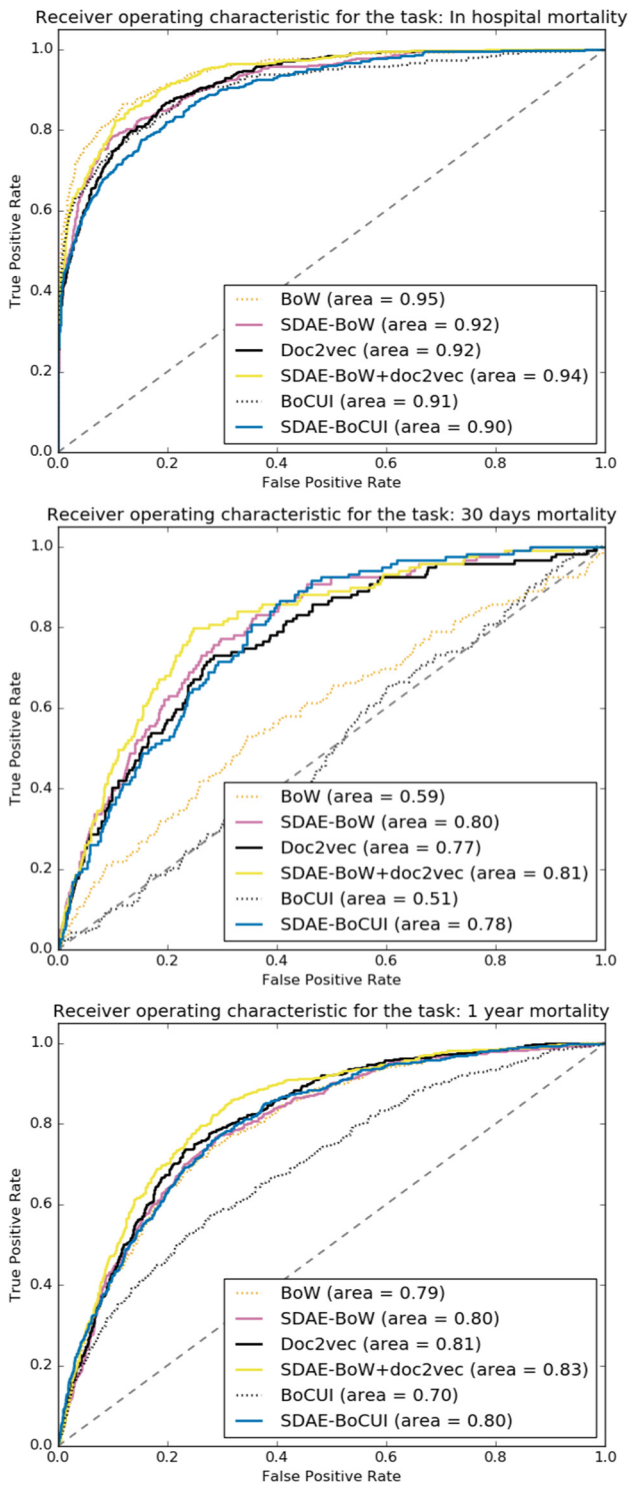 Receiver operating characteristic for the task: In hospital mortality
1.0
0.8
0.6
0.4
0.2
0.0
True Positive Rate
BoW (area = 0.95)
SDAE-BoW (area = 0.92)
Doc2vec (area = 0.92)
SDAE-BoW+doc2vec (area = 0.94)
BoCUI (area = 0.91)
SDAE-BoCUI (area = 0.90)
0.0 0.2 0.4 0.6 0.8 1.0
False Positive Rate
Receiver operating characteristic for the task: 30 days mortality
1.0
0.8
0.6
0.4
0.2
0.0
True Positive Rate
BoW (area = 0.59)
SDAE-BoW (area = 0.80)
Doc2vec (area = 0.77)
SDAE-BoW+doc2vec (area = 0.81)
BoCUI (area = 0.51)
SDAE-BoCUI (area = 0.78)
0.0 0.2 0.4 0.6 0.8 1.0
False Positive Rate
Receiver operating characteristic for the task: 1 year mortality
1.0
0.8
0.6
0.4
0.2
0.0
True Positive Rate
BoW (area = 0.79)
SDAE-BoW (area = 0.80)
Doc2vec (area = 0.81)
SDAE-BoW+doc2vec (area = 0.83)
BoCUI (area = 0.70)
SDAE-BoCUI (area = 0.80)
0.0 0.2 0.4 0.6 0.8 1.0
False Positive Rate